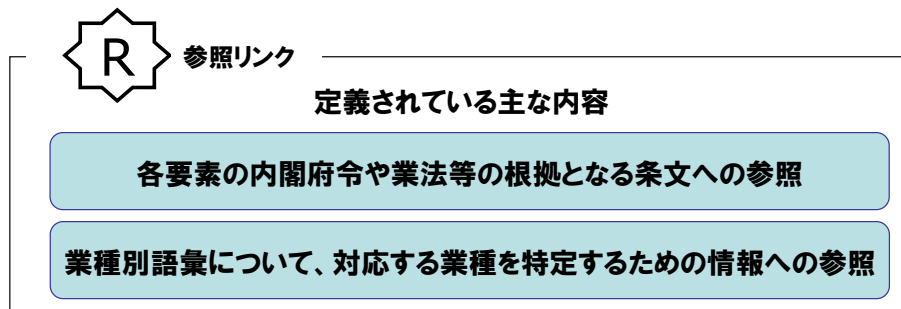 R 参照リンク
定義されている主な内容
各要素の内閣府令や業法等の根拠となる条文への参照
業種別語彙について、対応する業種を特定するための情報への参照